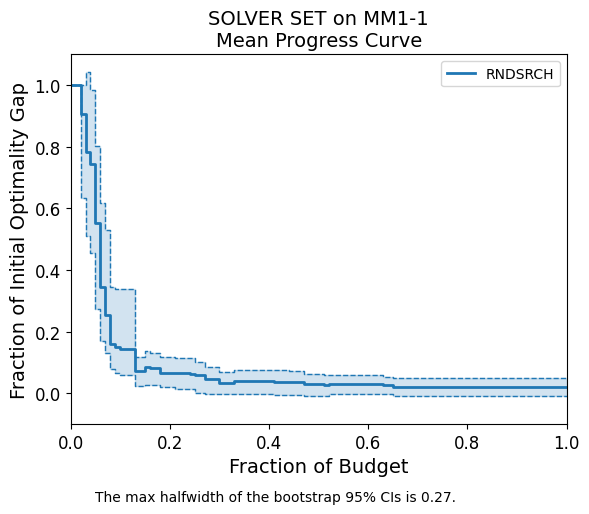 SOLVER SET on MM1-1
Mean Progress Curve
RNDSRCH
Fraction of Initial Optimality Gap
1.0
0.8
0.6
0.4
0.2
0.0
0.0 0.2 0.4 0.6 0.8 1.0
Fraction of Budget
The max halfwidth of the bootstrap 95% CIs is 0.27.